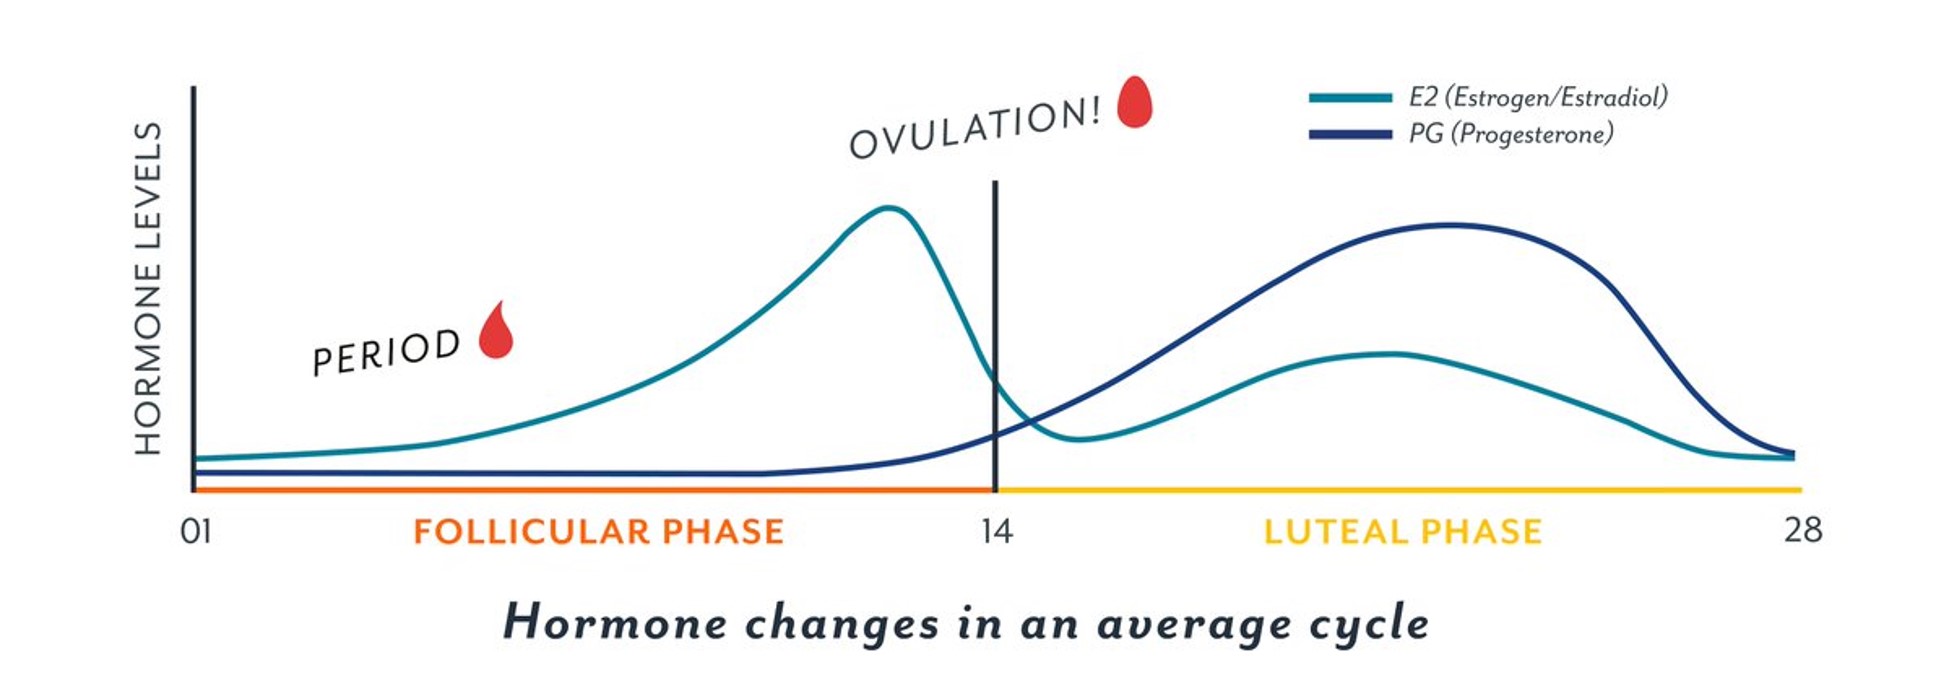 OVULATION!
E2 (Estrogen/Estradiol)
PG (Progesterone)
HORMONE LEVELS
PERIOD
01 FOLLICULAR PHASE 14 LUTEAL PHASE 28
Hormone changes in an average cycle